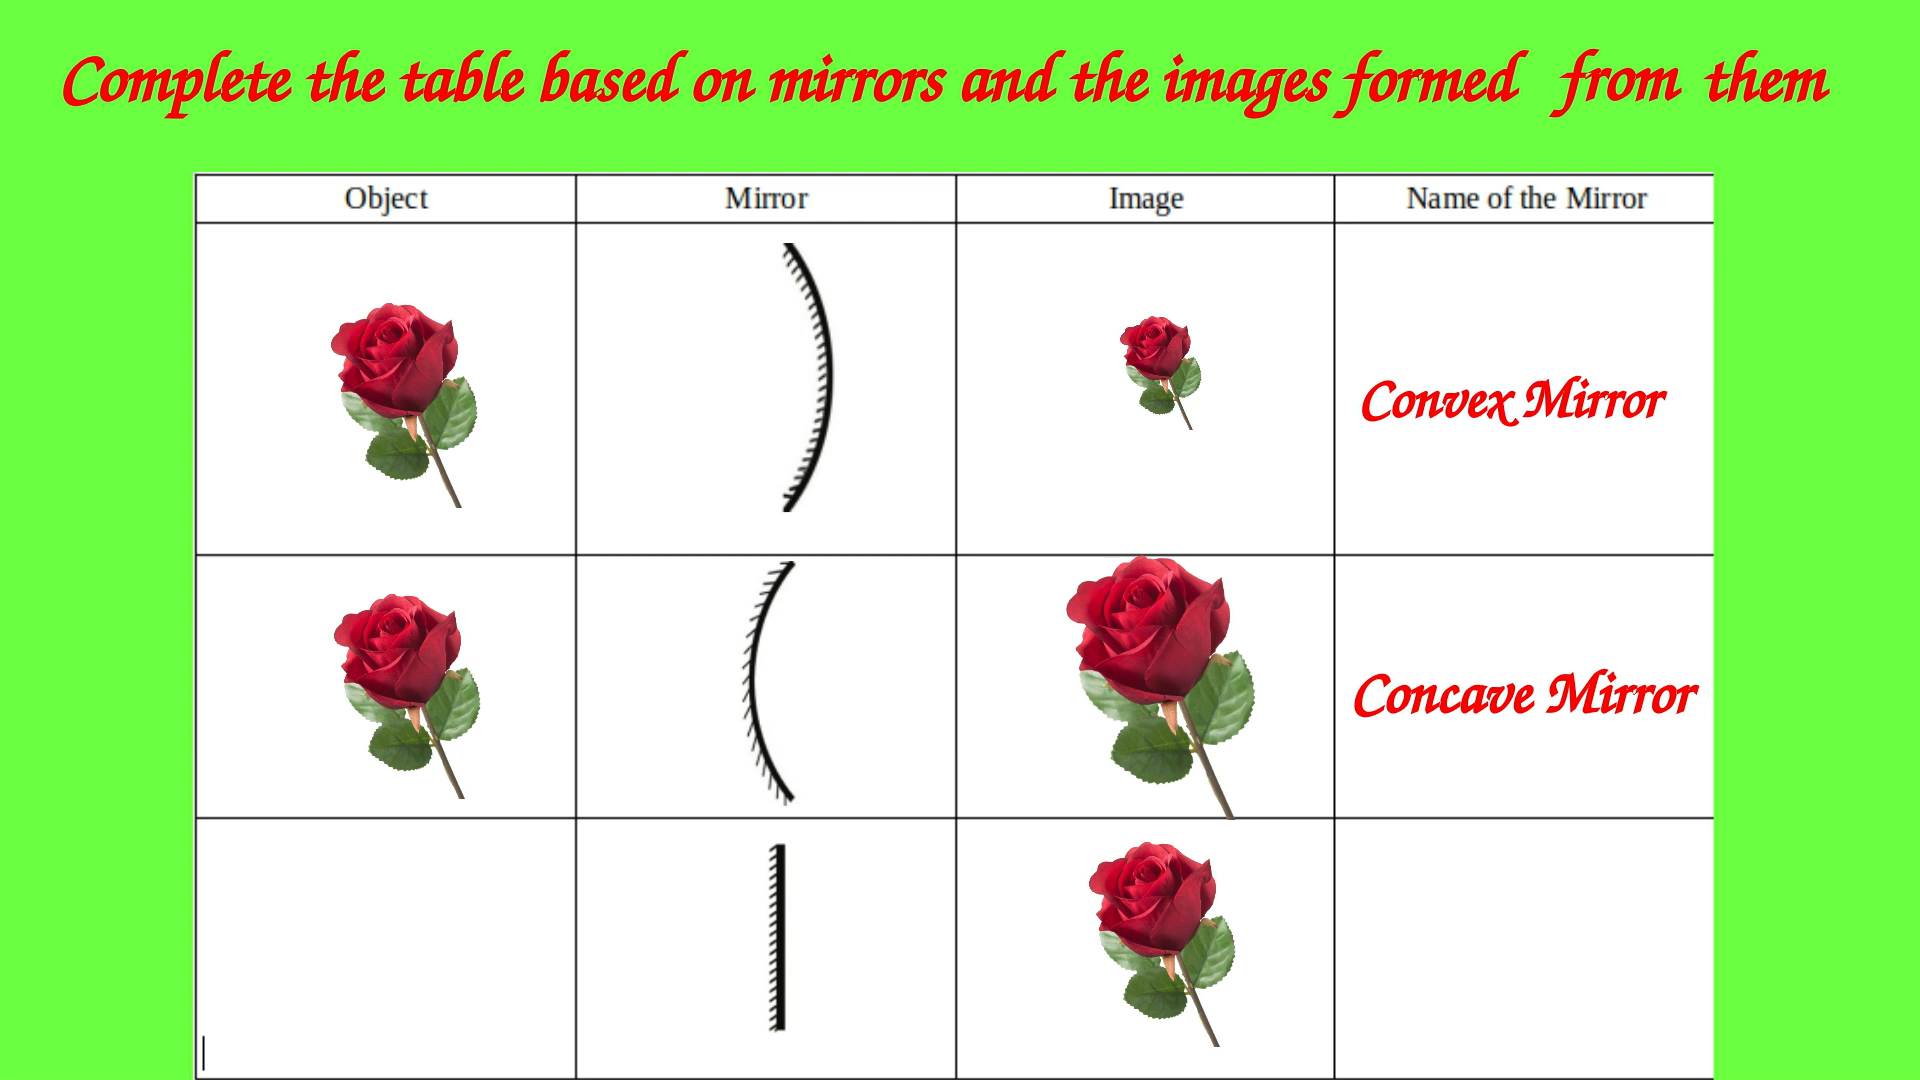 Complete the table based on mirrors and the images formed from them
Object Mirror Image Name of the Mirror
Convex Mirror
Concave Mirror